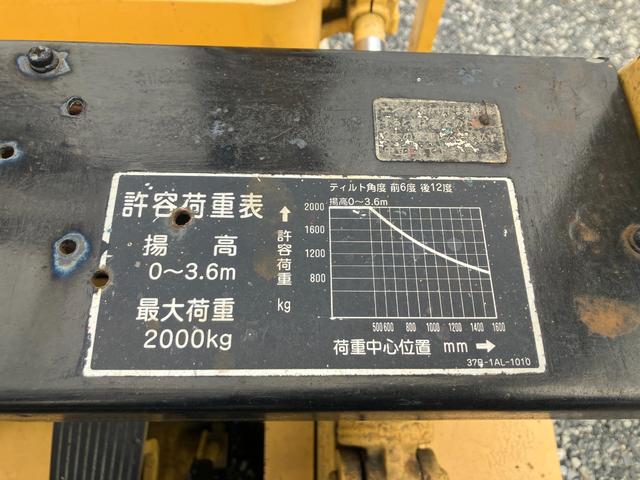 許容荷重表
揚 高
0～3.6m
最大荷重
2000kg
ティルト角度 前6度 後12度
揚高0～3.6m
↑
許容荷重
kg
2000
1600
1200
800
500 600 800 1000 1200 1400 1600
荷重中心位置 mm →
37B-1AL-1010